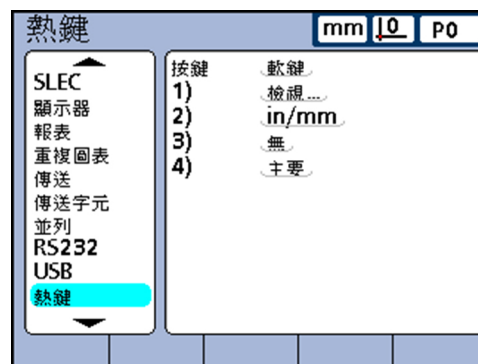 熱鍵
mm
0
P0
SLEC
顯示器
報表
重複圖表
傳送
傳送字元
並列
RS232
USB
熱鍵
按鍵 軟鍵
1) 檢視...
2) in/mm
3) 無
4) 主要